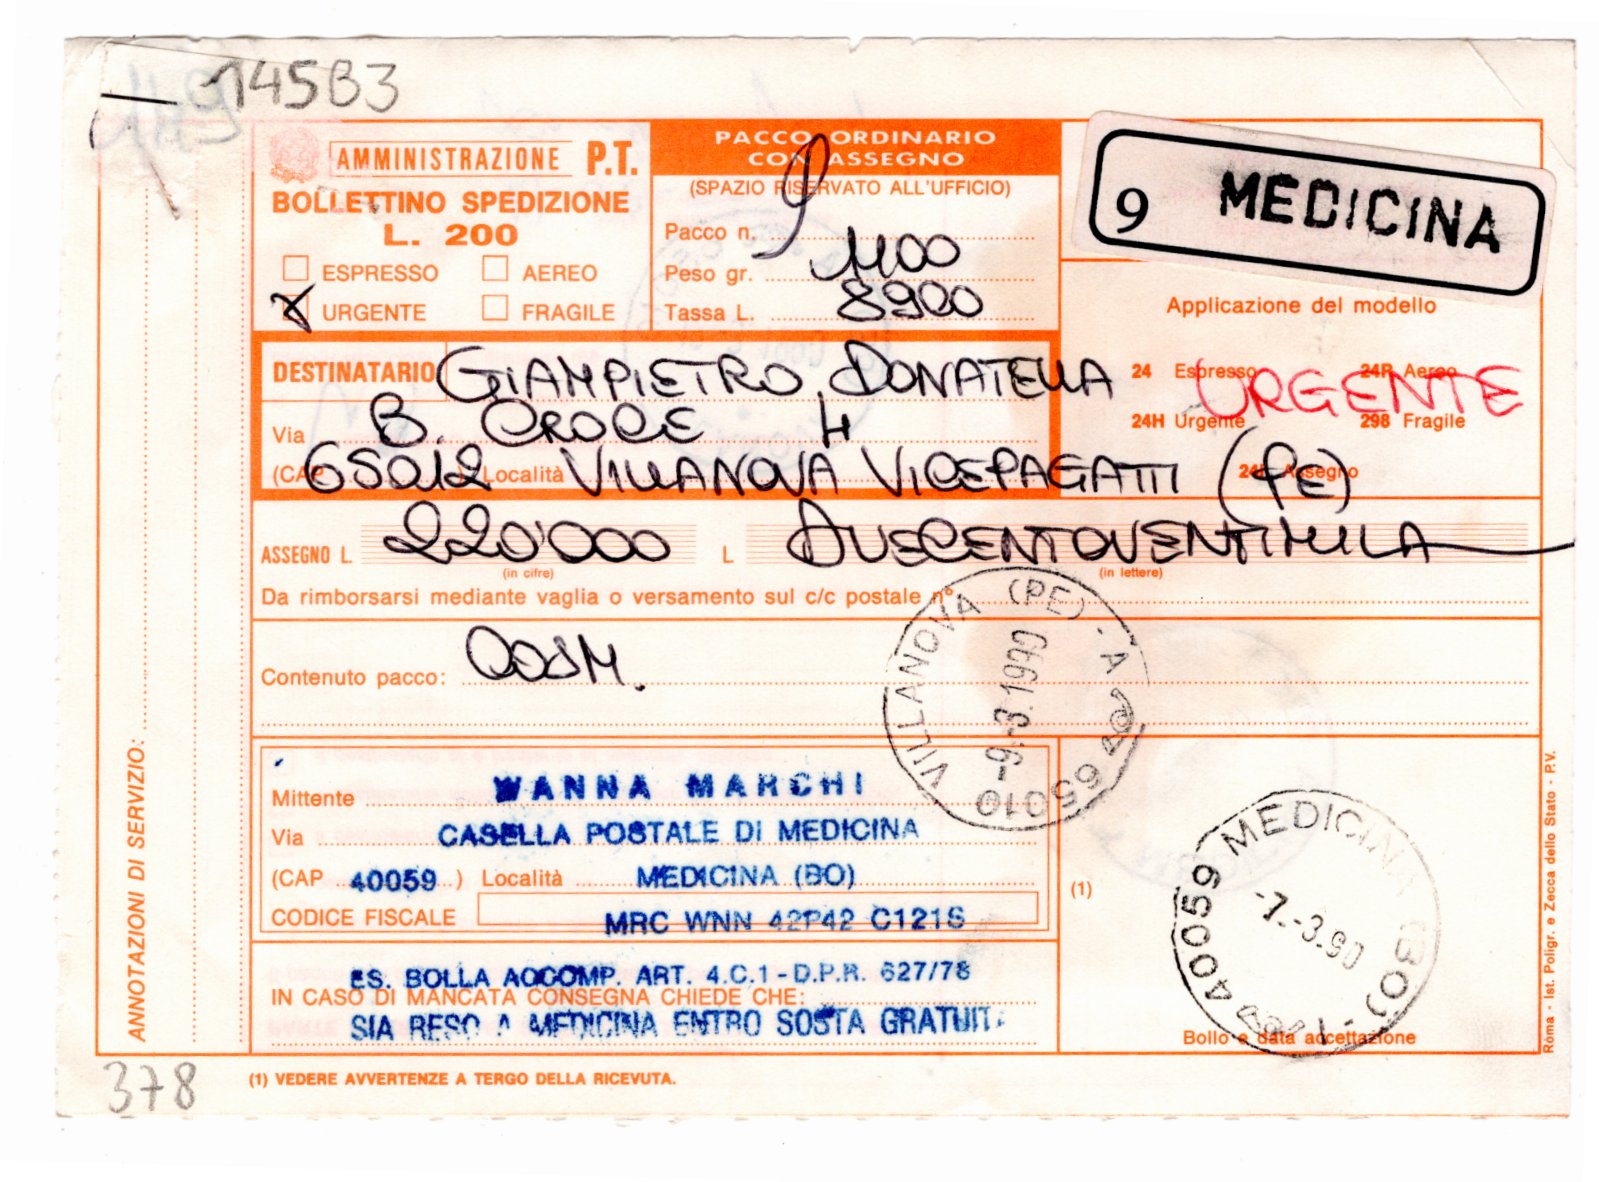 145B3
AMMINISTRAZIONE P.T.
BOLLETTINO SPEDIZIONE
L. 200
ESPRESSO AEREO
URGENTE FRAGILE
PACCO ORDINARIO
CON ASSEGNO
(SPAZIO RISERVATO ALL'UFFICIO)
Pacco n. 9
Peso gr. 1100
Tassa L. 8900
9 MEDICINA
Applicazione del modello
24 Espresso 24R Aereo
URGENTE
24H Urgente 298 Fragile
Assegno
DESTINATARIO GIAMPIETRO DONATELLA
Via B. CROCE 4
(CAP 65012 Località VILLANOVA VICEPAGATTI (PE)
ASSEGNO L. 220'000 L DUECENTOVENTIMILA
(in cifre) (in lettere)
Da rimborsarsi mediante vaglia o versamento sul c/c postale n°
Contenuto pacco: COSM.
VILLANOVA (PE) - A
-9.-3.1990
65010
Mittente WANNA MARCHI
Via CASELLA POSTALE DI MEDICINA
(CAP 40059) Località MEDICINA (BO)
CODICE FISCALE MRC WNN 42P42 C121S
ES. BOLLA ACCOMP. ART. 4.C.1 - D.P.R. 627/78
IN CASO DI MANCATA CONSEGNA CHIEDE CHE:
SIA RESO A MEDICINA ENTRO SOSTA GRATUITA
(1)
40059 MEDICINA (BO)
-7.-3.90
Bollo e data accettazione
ANNOTAZIONI DI SERVIZIO:
Roma - Ist. Poligr. e Zecca dello Stato - P.V.
378
(1) VEDERE AVVERTENZE A TERGO DELLA RICEVUTA.